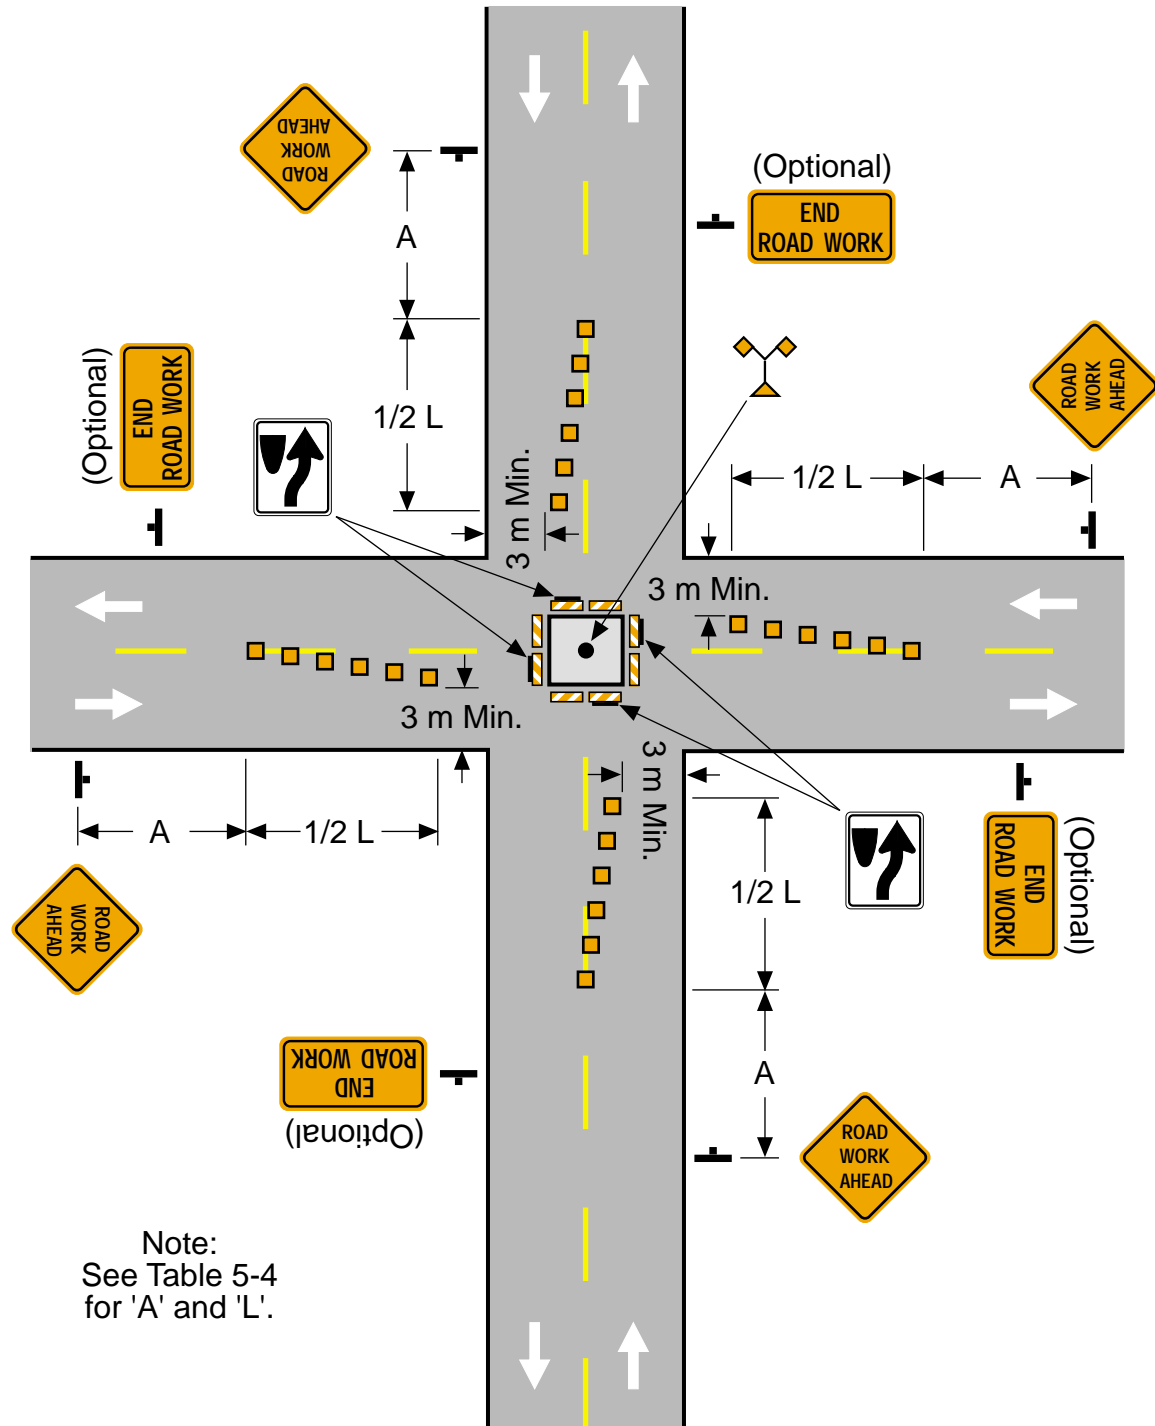 ROAD
WORK
AHEAD
(Optional)
END
ROAD WORK
A
(Optional)
END
ROAD WORK
1/2 L
ROAD
WORK
AHEAD
1/2 L
A
3 m Min.
3 m Min.
3 m Min.
3 m Min.
A
1/2 L
1/2 L
(Optional)
END
ROAD WORK
ROAD
WORK
AHEAD
END
ROAD WORK
(Optional)
A
ROAD
WORK
AHEAD
Note:
See Table 5-4
for 'A' and 'L'.